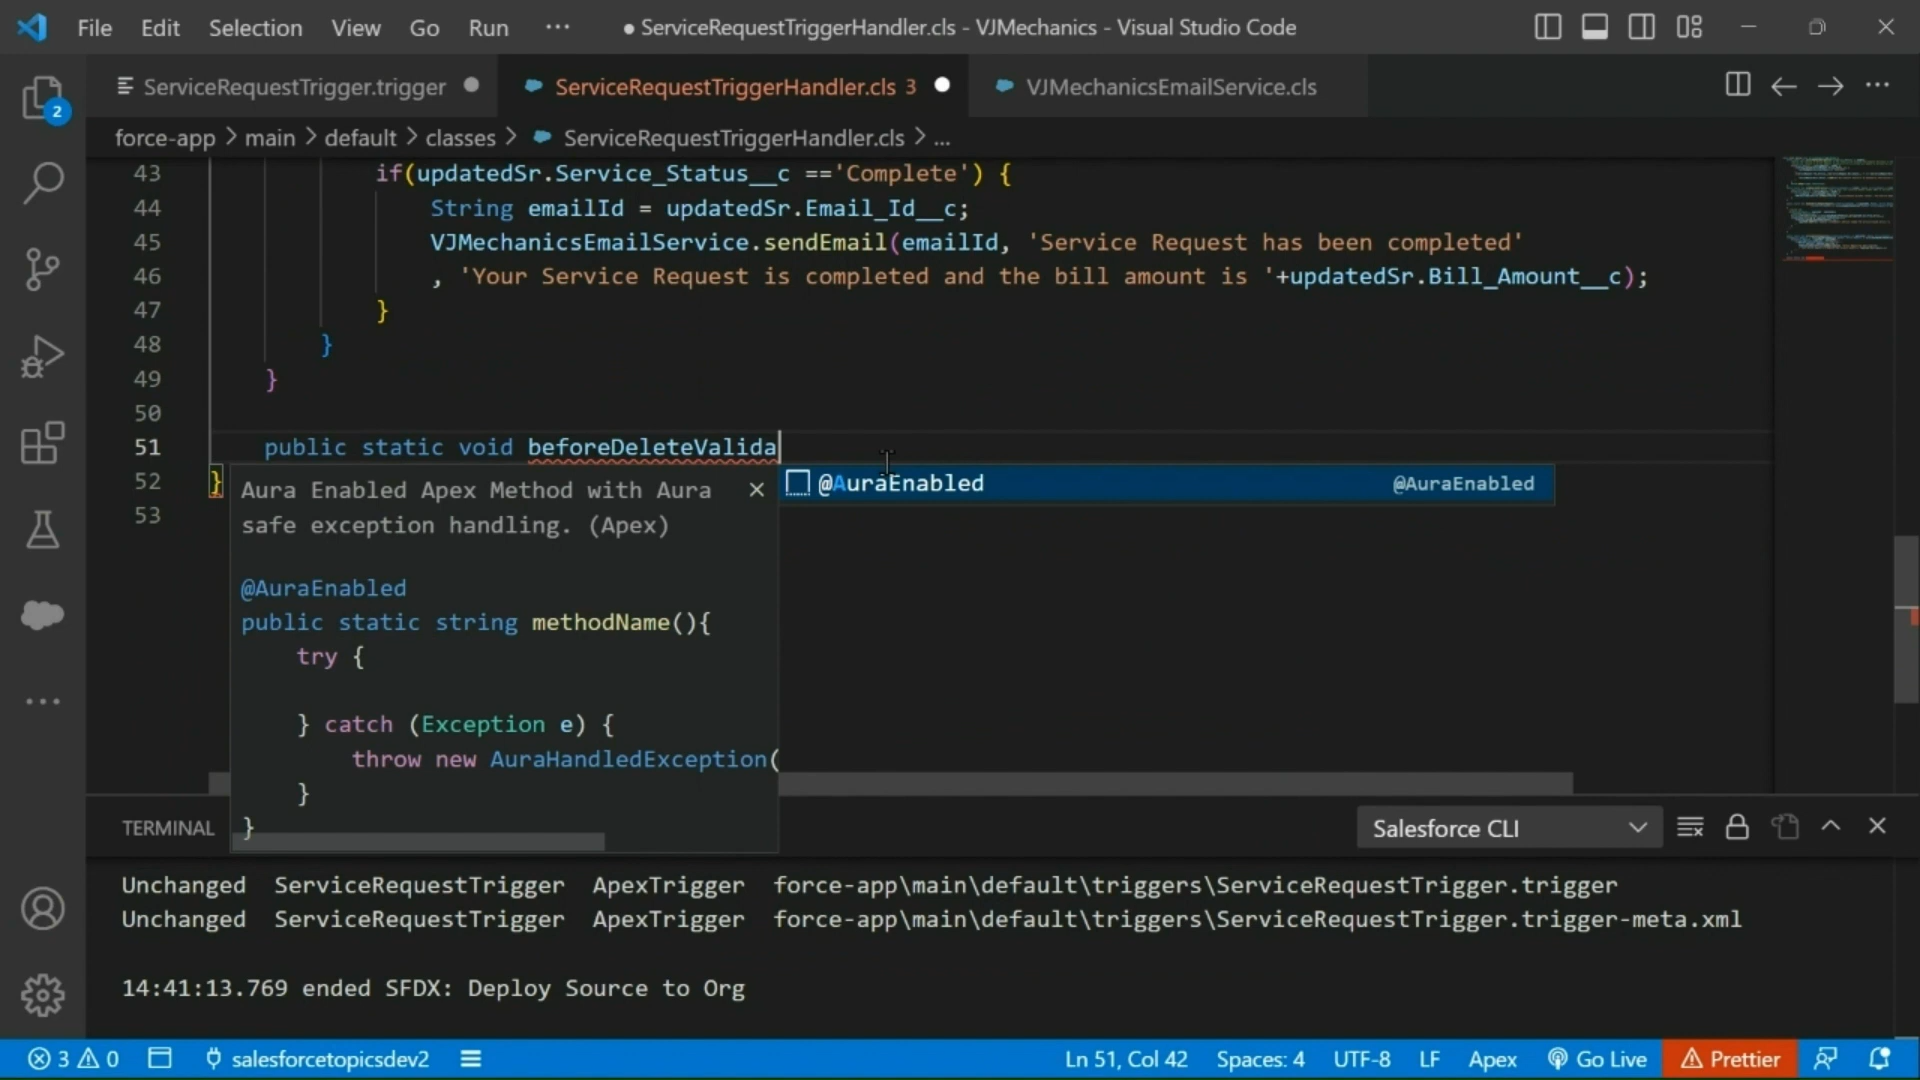 File Edit Selection View Go Run ··· ● ServiceRequestTriggerHandler.cls - VJMechanics - Visual Studio Code
ServiceRequestTrigger.trigger ServiceRequestTriggerHandler.cls 3 VJMechanicsEmailService.cls
force-app > main > default > classes > ServiceRequestTriggerHandler.cls > ...
2
43 if(updatedSr.Service_Status__c =='Complete') {
44 String emailId = updatedSr.Email_Id__c;
45 VJMechanicsEmailService.sendEmail(emailId, 'Service Request has been completed'
46 , 'Your Service Request is completed and the bill amount is '+updatedSr.Bill_Amount__c);
47 }
48 }
49 }
50
51 public static void beforeDeleteValida
52 }
53
@AuraEnabled @AuraEnabled
Aura Enabled Apex Method with Aura
safe exception handling. (Apex)
@AuraEnabled
public static string methodName(){
try {
} catch (Exception e) {
throw new AuraHandledException(
}
}
TERMINAL Salesforce CLI
Unchanged ServiceRequestTrigger ApexTrigger force-app\main\default\triggers\ServiceRequestTrigger.trigger
Unchanged ServiceRequestTrigger ApexTrigger force-app\main\default\triggers\ServiceRequestTrigger.trigger-meta.xml
14:41:13.769 ended SFDX: Deploy Source to Org
3 0 salesforcetopicsdev2 Ln 51, Col 42 Spaces: 4 UTF-8 LF Apex Go Live Prettier